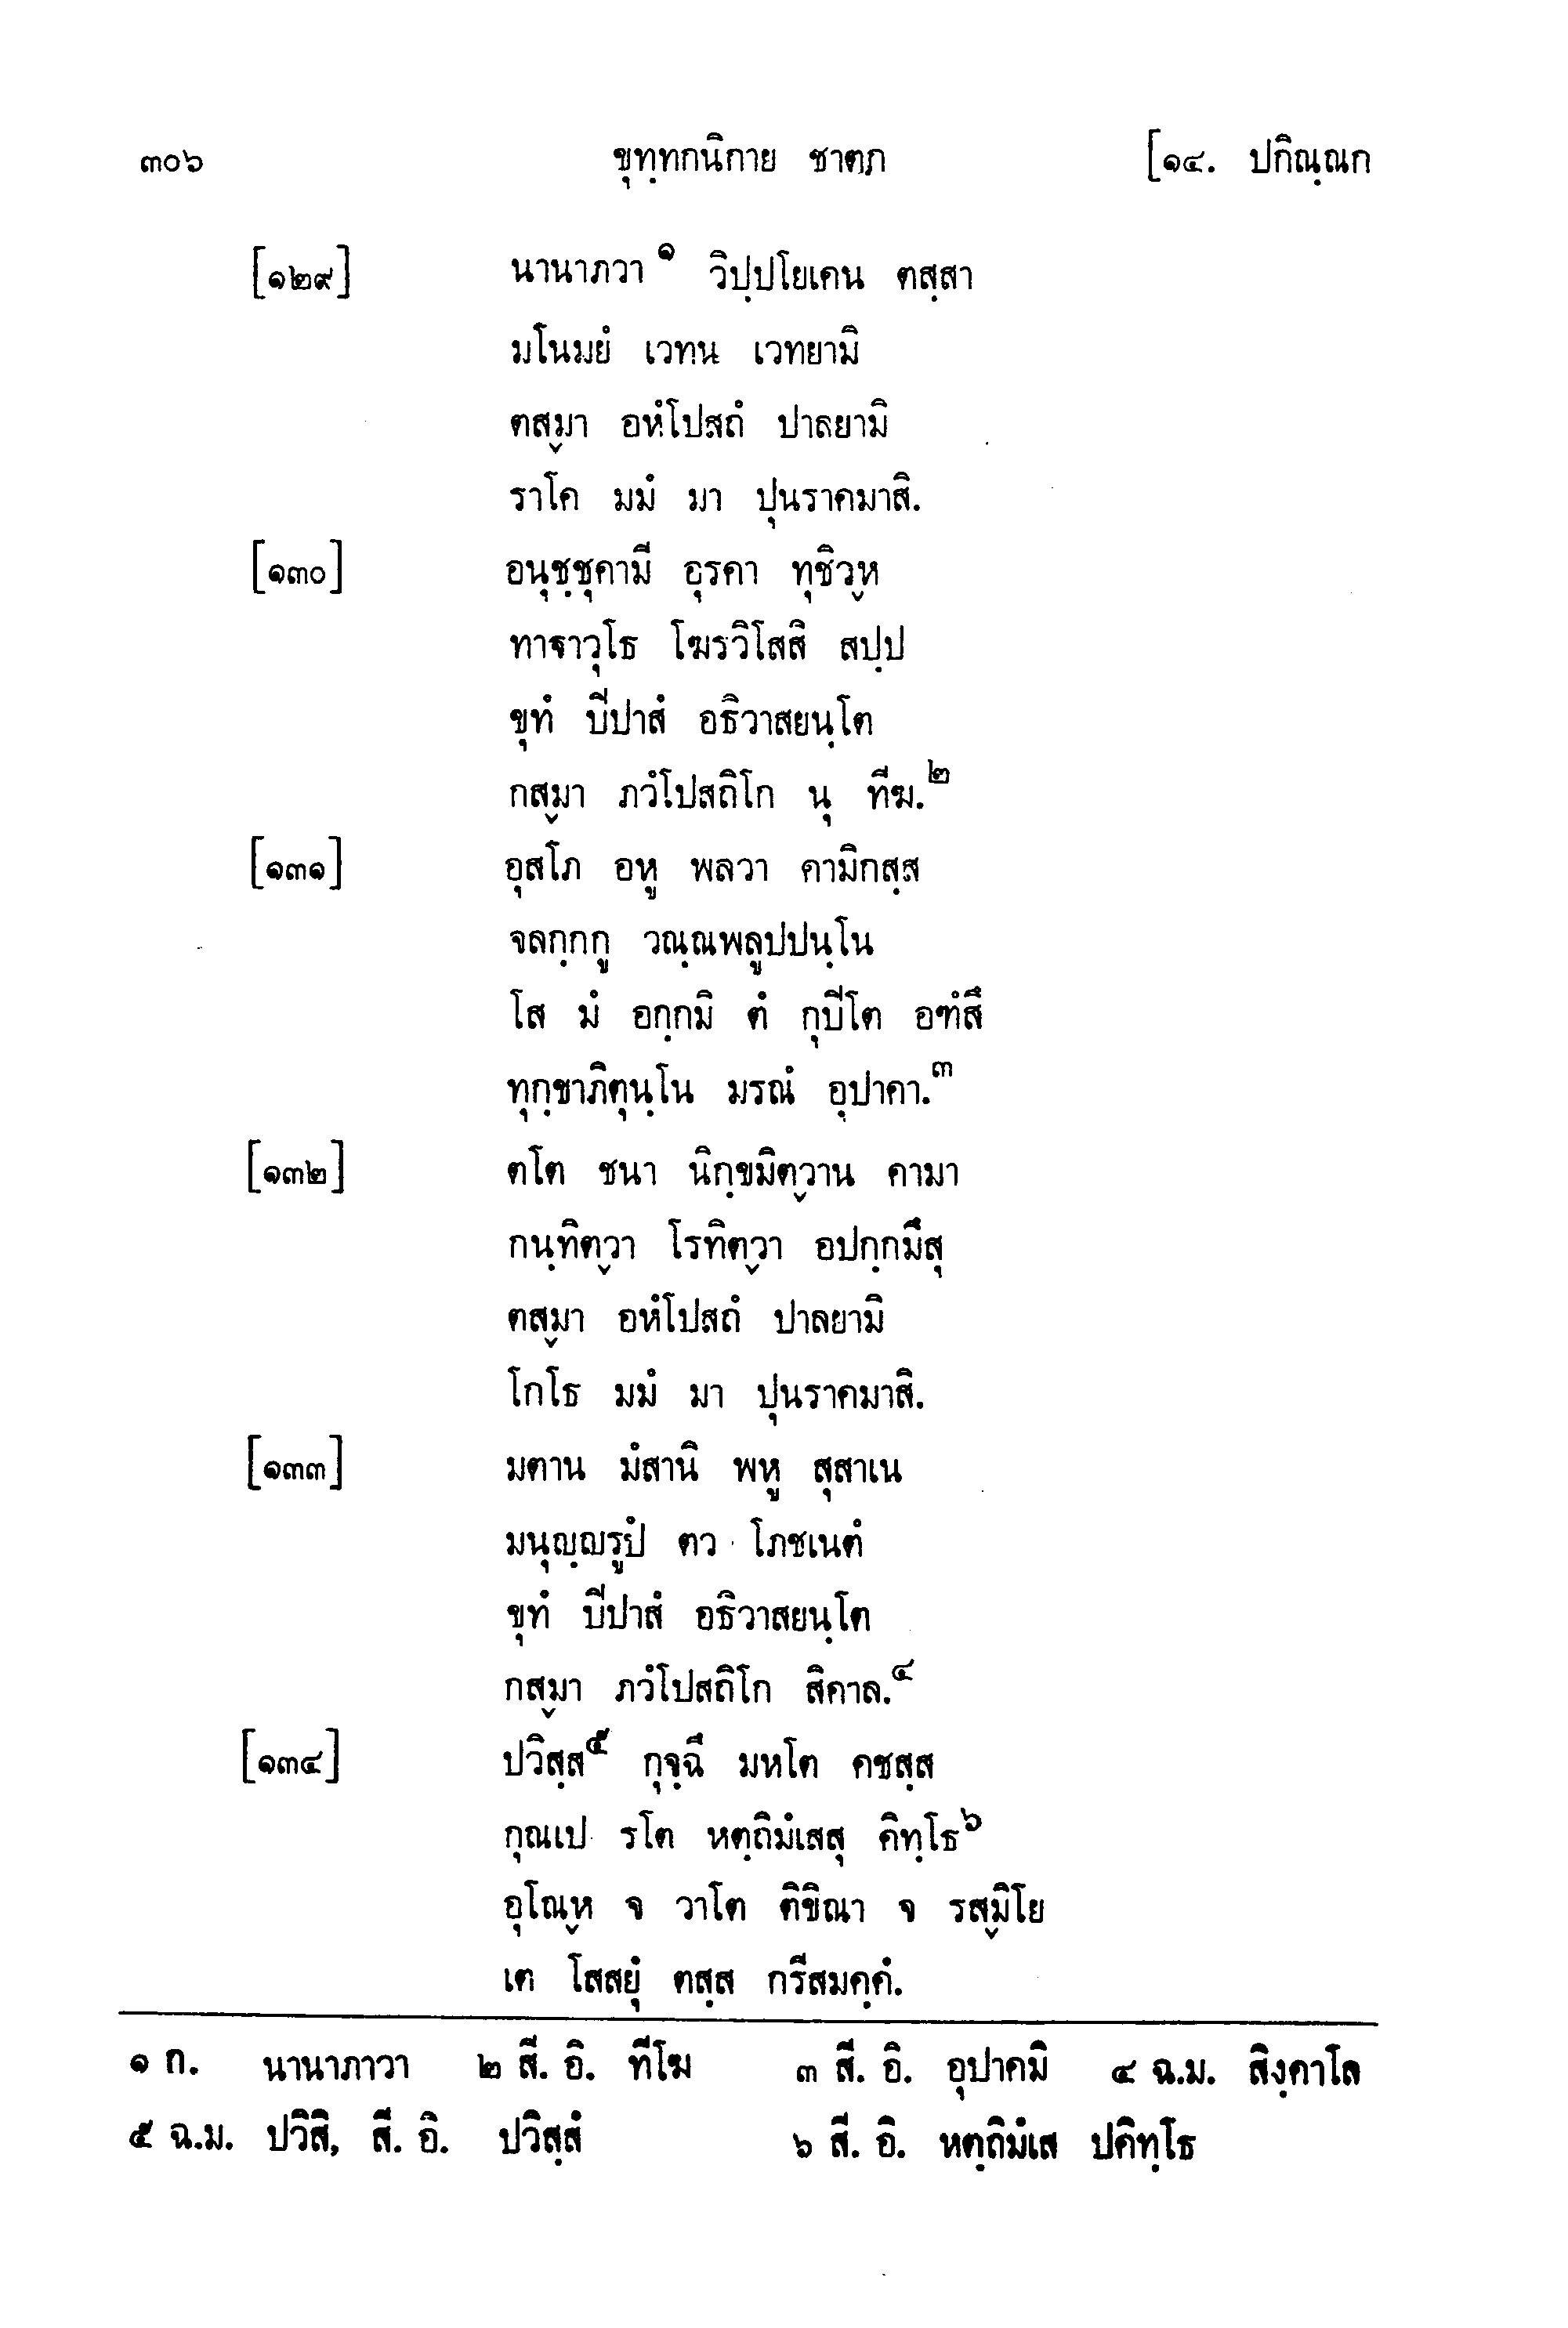 ๓๐๖ ขุทฺทกนิกาย ชาตก [๑๔. ปกิณฺณก
[๑๒๙] นานาภวา๑ วิปฺปโยเคน ตสฺสา
มโนมยํ เวทน เวทยามิ
ตสฺมา อหํโปสถํ ปาลยามิ
ราโค มมํ มา ปุนราคมาสิ.
[๑๓๐] อนุชฺชุคามี อุรคา ทุชิวฺห
ทาฐาวุโธ โฆรวิโสสิ สปฺป
ขุทํ ปีปาสํ อธิวาสยนฺโต
กสฺมา ภวํโปสถิโก นุ ทีฆ.๒
[๑๓๑] อุสโภ อหู พลวา คามิกสฺส
จลกฺกกู วณฺณพลูปปนฺโน
โส มํ อกฺกมิ ตํ กุปีโต อฑํสึ
ทุกฺขาภิตุนฺโน มรณํ อุปาคา.๓
[๑๓๒] ตโต ชนา นิกฺขมิตฺวาน คามา
กนฺทิตฺวา โรทิตฺวา อปกฺกมึสุ
ตสฺมา อหํโปสถํ ปาลยามิ
โกโธ มมํ มา ปุนราคมาสิ.
[๑๓๓] มตาน มํสานิ พหู สุสาเน
มนุญฺญรูปํ ตว โภชเนตํ
ขุทํ ปีปาสํ อธิวาสยนฺโต
กสฺมา ภวํโปสถิโก สิคาล.๔
[๑๓๔] ปวิสฺส๕ กุจฺฉึ มหโต คชสฺส
กุณเป รโต หตฺถิมํเสสุ คิทฺโธ๖
อุโณฺห จ วาโต ติขิณา จ รสฺมิโย
เต โสสยุํ ตสฺส กรีสมคฺคํ.
๑ ก. นานาภาวา ๒ สี. อิ. ทีโฆ ๓ สี. อิ. อุปาคมิ ๔ ฉ.ม. สิงฺคาโล
๕ ฉ.ม. ปวิสิ, สี. อิ. ปวิสฺสํ ๖ สี. อิ. หตฺถิมํเส ปคิทฺโธ